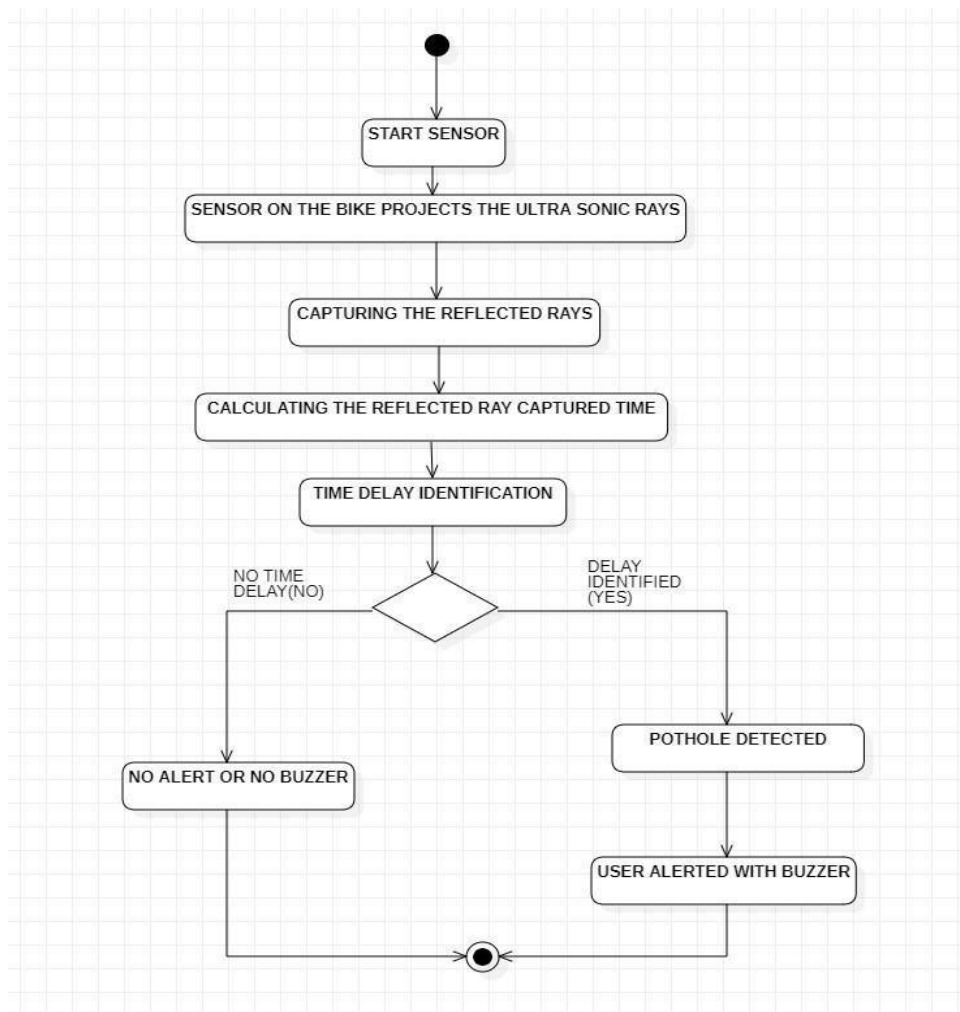 START SENSOR
SENSOR ON THE BIKE PROJECTS THE ULTRA SONIC RAYS
CAPTURING THE REFLECTED RAYS
CALCULATING THE REFLECTED RAY CAPTURED TIME
TIME DELAY IDENTIFICATION
NO TIME
DELAY(NO)
DELAY
IDENTIFIED
(YES)
POTHOLE DETECTED
NO ALERT OR NO BUZZER
USER ALERTED WITH BUZZER